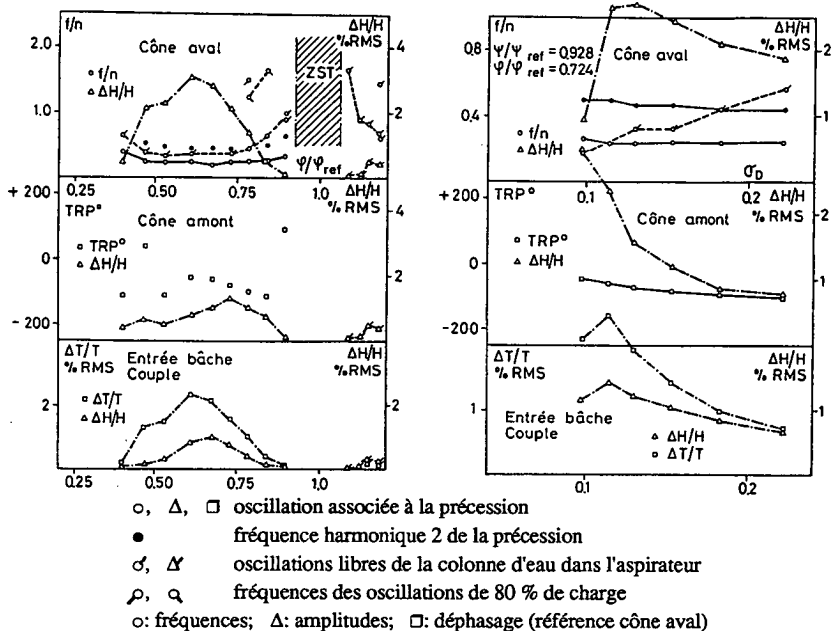 f/n
Cône aval
ΔH/H
% RMS
2.0
4
○ f/n
△ ΔH/H
ZST
1.0
2
φ/φ ref
0.25
0.50
0.75
1.0
+ 200
TRP°
Cône amont
ΔH/H
% RMS
4
□ TRP°
△ ΔH/H
0
2
- 200
ΔT/T
% RMS
Entrée bâche
Couple
ΔH/H
% RMS
□ ΔT/T
△ ΔH/H
2
2
0.25
0.50
0.75
1.0
f/n
ΔH/H
% RMS
Ψ/Ψ ref = 0.928
φ/φ ref = 0.724
Cône aval
0.8
2
0.4
1
○ f/n
△ ΔH/H
0.1
σD
0.2
+200
TRP°
Cône amont
ΔH/H
% RMS
2
□ TRP°
△ ΔH/H
0
1
-200
ΔT/T
% RMS
ΔH/H
% RMS
1
1
Entrée bâche
Couple
△ ΔH/H
□ ΔT/T
0.1
0.2
○, Δ, □ oscillation associée à la précession
● fréquence harmonique 2 de la précession
oscillations libres de la colonne d'eau dans l'aspirateur
fréquences des oscillations de 80 % de charge
○: fréquences; Δ: amplitudes; □: déphasage (référence cône aval)